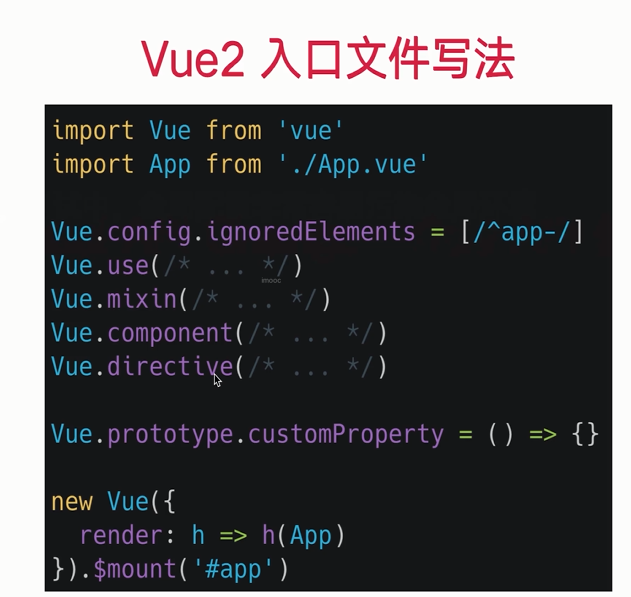 Vue2 入口文件写法
import Vue from 'vue'
import App from './App.vue'
Vue.config.ignoredElements = [/^app-/]
Vue.use(/* ... */)
imooc
Vue.mixin(/* ... */)
Vue.component(/* ... */)
Vue.directive(/* ... */)
Vue.prototype.customProperty = () => {}
new Vue({
  render: h => h(App)
}).$mount('#app')